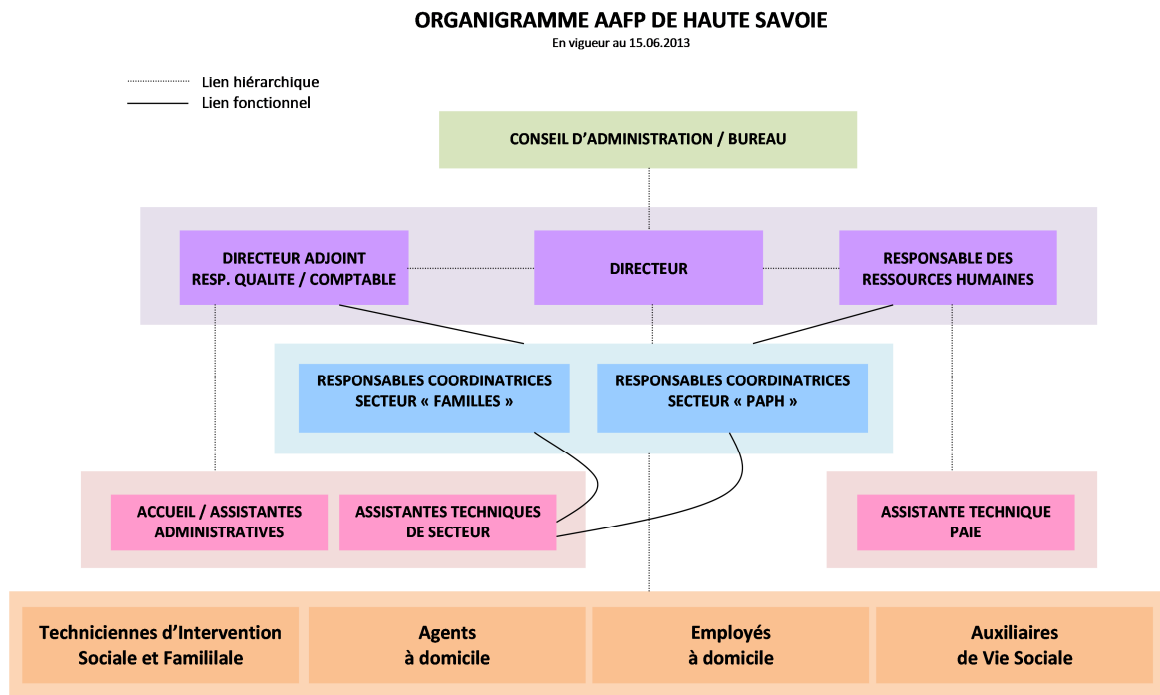 ORGANIGRAMME AAFP DE HAUTE SAVOIE
En vigueur au 15.06.2013
Lien hiérarchique
Lien fonctionnel
CONSEIL D’ADMINISTRATION / BUREAU
DIRECTEUR ADJOINT
RESP. QUALITE / COMPTABLE
DIRECTEUR
RESPONSABLE DES
RESSOURCES HUMAINES
RESPONSABLES COORDINATRICES
SECTEUR « FAMILLES »
RESPONSABLES COORDINATRICES
SECTEUR « PAPH »
ACCUEIL / ASSISTANTES
ADMINISTRATIVES
ASSISTANTES TECHNIQUES
DE SECTEUR
ASSISTANTE TECHNIQUE
PAIE
Techniciennes d’Intervention
Sociale et Famililale
Agents
à domicile
Employés
à domicile
Auxiliaires
de Vie Sociale